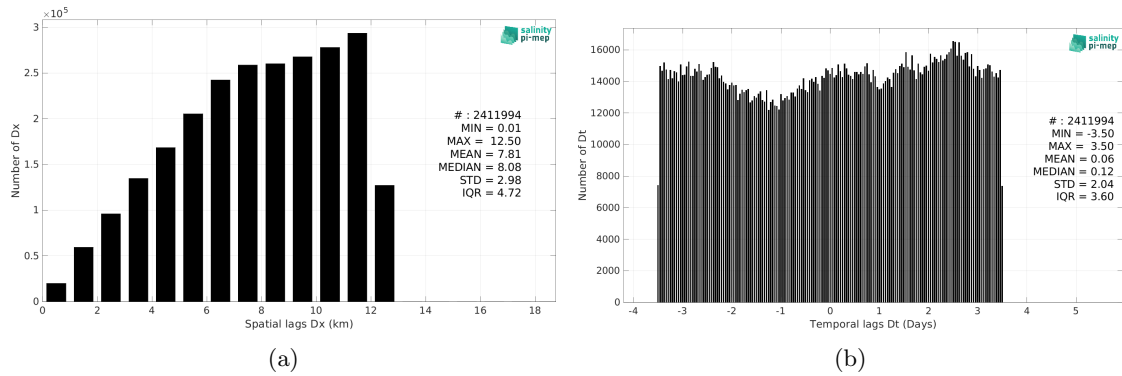 ×10^5
3
2.5
2
1.5
1
0.5
0
Number of Dx
salinity
pi-mep
# : 2411994
MIN = 0.01
MAX = 12.50
MEAN = 7.81
MEDIAN = 8.08
STD = 2.98
IQR = 4.72
0 2 4 6 8 10 12 14 16 18
Spatial lags Dx (km)
(a)
16000
14000
12000
10000
8000
6000
4000
2000
0
Number of Dt
salinity
pi-mep
# : 2411994
MIN = -3.50
MAX = 3.50
MEAN = 0.06
MEDIAN = 0.12
STD = 2.04
IQR = 3.60
-4 -3 -2 -1 0 1 2 3 4 5
Temporal lags Dt (Days)
(b)